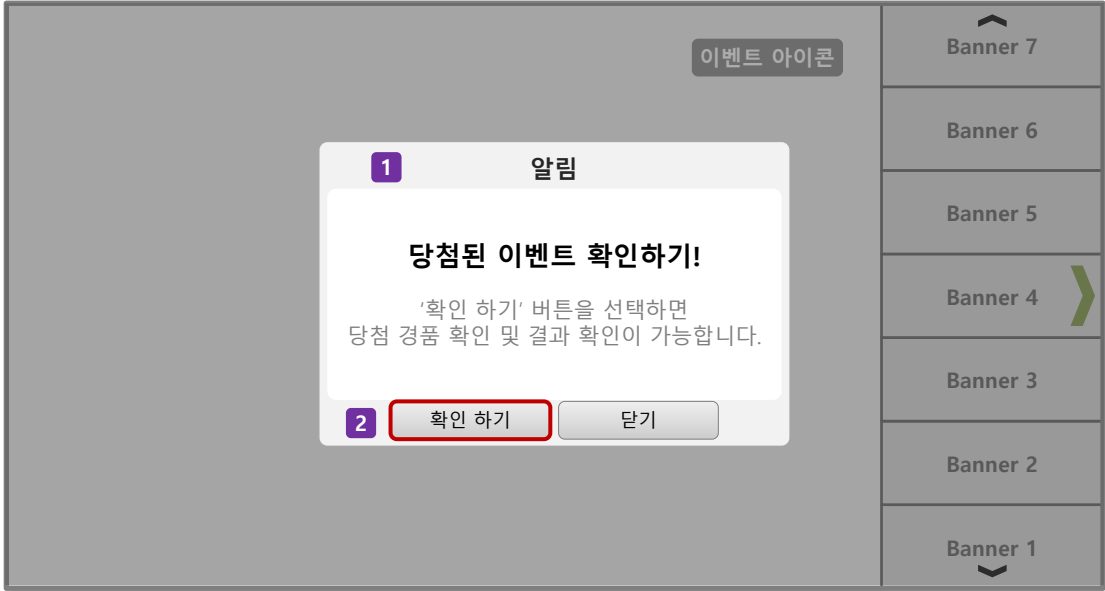 이벤트 아이콘
Banner 7
Banner 6
Banner 5
Banner 4
Banner 3
Banner 2
Banner 1
1
알림
당첨된 이벤트 확인하기!
‘확인 하기’ 버튼을 선택하면
당첨 경품 확인 및 결과 확인이 가능합니다.
2
확인 하기
닫기